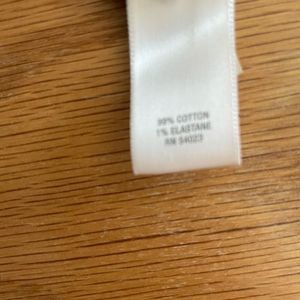 99% COTTON
1% ELASTANE
RN 54023